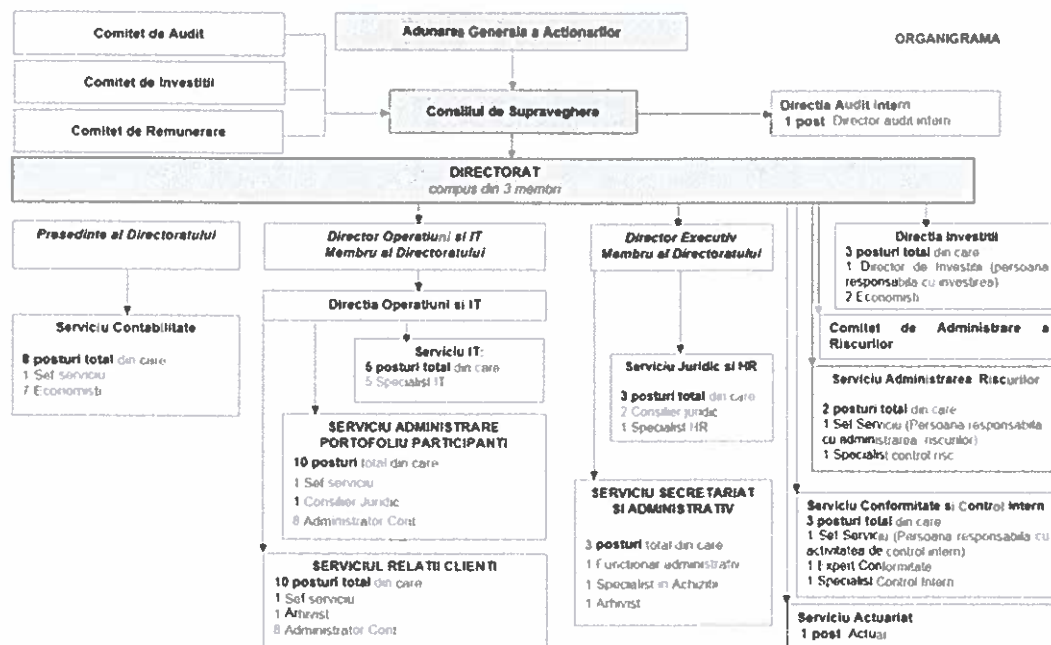 ORGANIGRAMA
Comitet de Audit
Comitet de Investitii
Comitet de Remunerare
Adunarea Generala a Actionarilor
Consiliul de Supraveghere
Directia Audit intern
1 post Director audit intern
DIRECTORAT
compus din 3 membri
Presedinte al Directoratului
Serviciu Contabilitate
8 posturi total din care
1 Sef serviciu
7 Economisti
Director Operatiuni si IT
Membru al Directoratului
Directia Operatiuni si IT
Serviciu IT:
5 posturi total din care
5 Specialist IT
SERVICIU ADMINISTRARE
PORTOFOLIU PARTICIPANTI
10 posturi total din care
1 Sef serviciu
1 Consilier Juridic
8 Administrator Cont
SERVICIUL RELATII CLIENTI
10 posturi total din care
1 Sef serviciu
1 Arhivist
8 Administrator Cont
Director Executiv
Membru al Directoratului
Serviciu Juridic si HR
3 posturi total din care
2 Consilier juridic
1 Specialist HR
SERVICIU SECRETARIAT
SI ADMINISTRATIV
3 posturi total din care
1 Functionar administrativ
1 Specialist in Achizitii
1 Arhivist
Directia Investitii
3 posturi total din care
1 Director de Investitii (persoana
responsabila cu investirea)
2 Economisti
Comitet de Administrare a
Riscurilor
Serviciu Administrarea Riscurilor
2 posturi total din care
1 Sef Serviciu (Persoana responsabila
cu administrarea riscurilor)
1 Specialist control risc
Serviciu Conformitate si Control Intern
3 posturi total din care
1 Sef Serviciu (Persoana responsabila cu
activitatea de control intern)
1 Expert Conformitate
1 Specialist Control Intern
Serviciu Actuariat
1 post Actuar